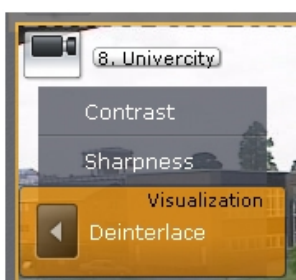 8. Univercity
Contrast
Sharpness
Visualization
Deinterlace